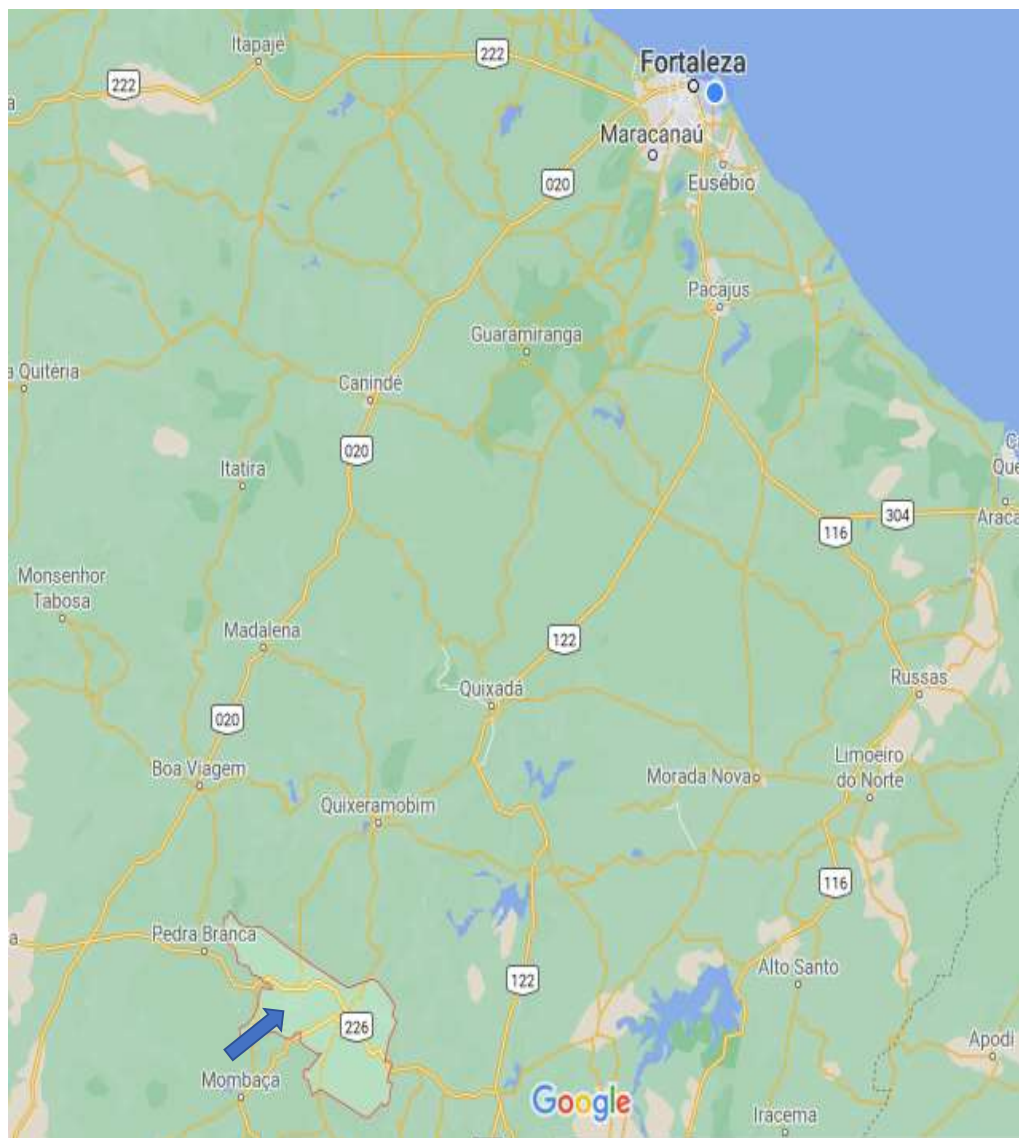 Itapajé
222
Fortaleza
222
a
Maracanaú
020
Eusébio
Pacajus
Guaramiranga
a Quitéria
Canindé
020
C
Que
Itatira
304
Araca
116
Monsenhor
Tabosa
Madalena
122
Quixadá
Russas
020
Limoeiro
do Norte
Boa Viagem
Morada Nova
Quixeramobim
116
Pedra Branca
a
Alto Santo
122
226
Apodi
Mombaça
Google
Iracema